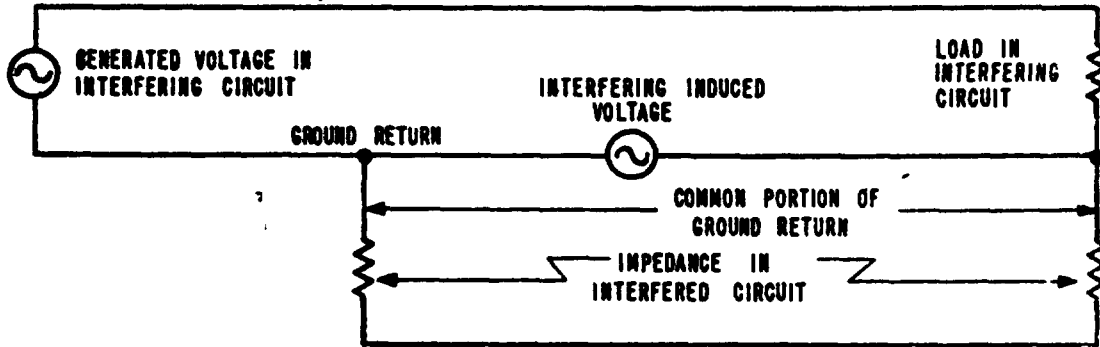 GENERATED VOLTAGE IN
INTERFERING CIRCUIT
LOAD IN
INTERFERING
CIRCUIT
INTERFERING INDUCED
VOLTAGE
GROUND RETURN
COMMON PORTION OF
GROUND RETURN
IMPEDANCE IN
INTERFERED CIRCUIT